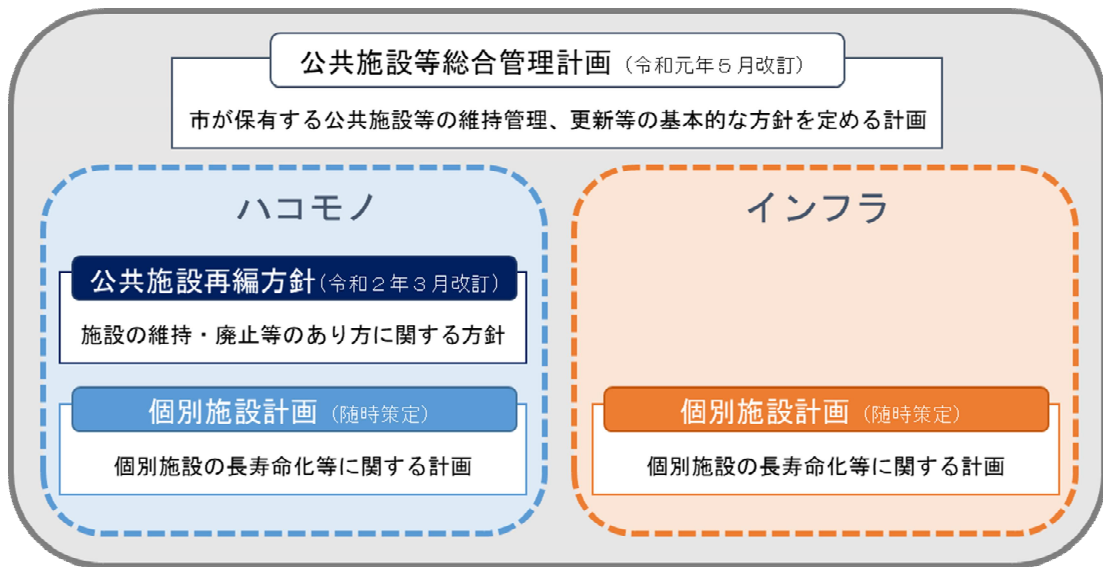 公共施設等総合管理計画（令和元年５月改訂）
市が保有する公共施設等の維持管理、更新等の基本的な方針を定める計画
ハコモノ
公共施設再編方針（令和２年３月改訂）
施設の維持・廃止等のあり方に関する方針
個別施設計画（随時策定）
個別施設の長寿命化等に関する計画
インフラ
個別施設計画（随時策定）
個別施設の長寿命化等に関する計画